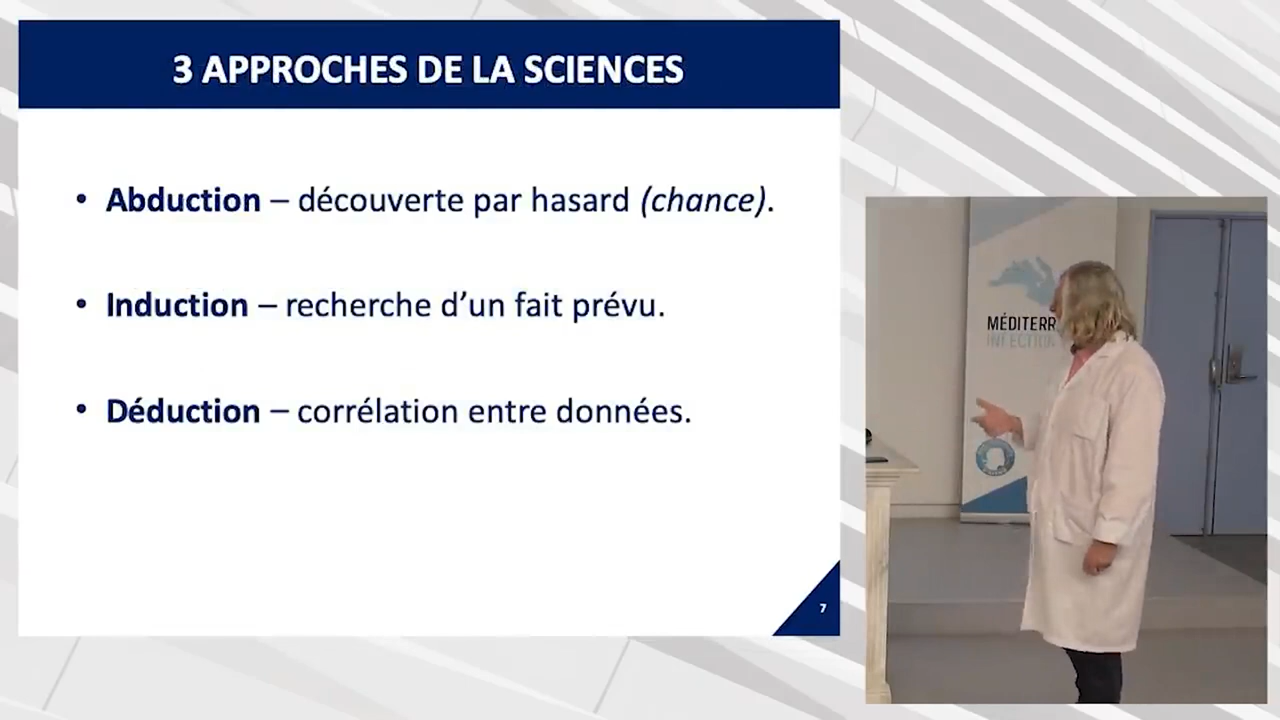 3 APPROCHES DE LA SCIENCES
• Abduction – découverte par hasard (chance).
• Induction – recherche d’un fait prévu.
• Déduction – corrélation entre données.
7
MÉDITERR
INFECTION